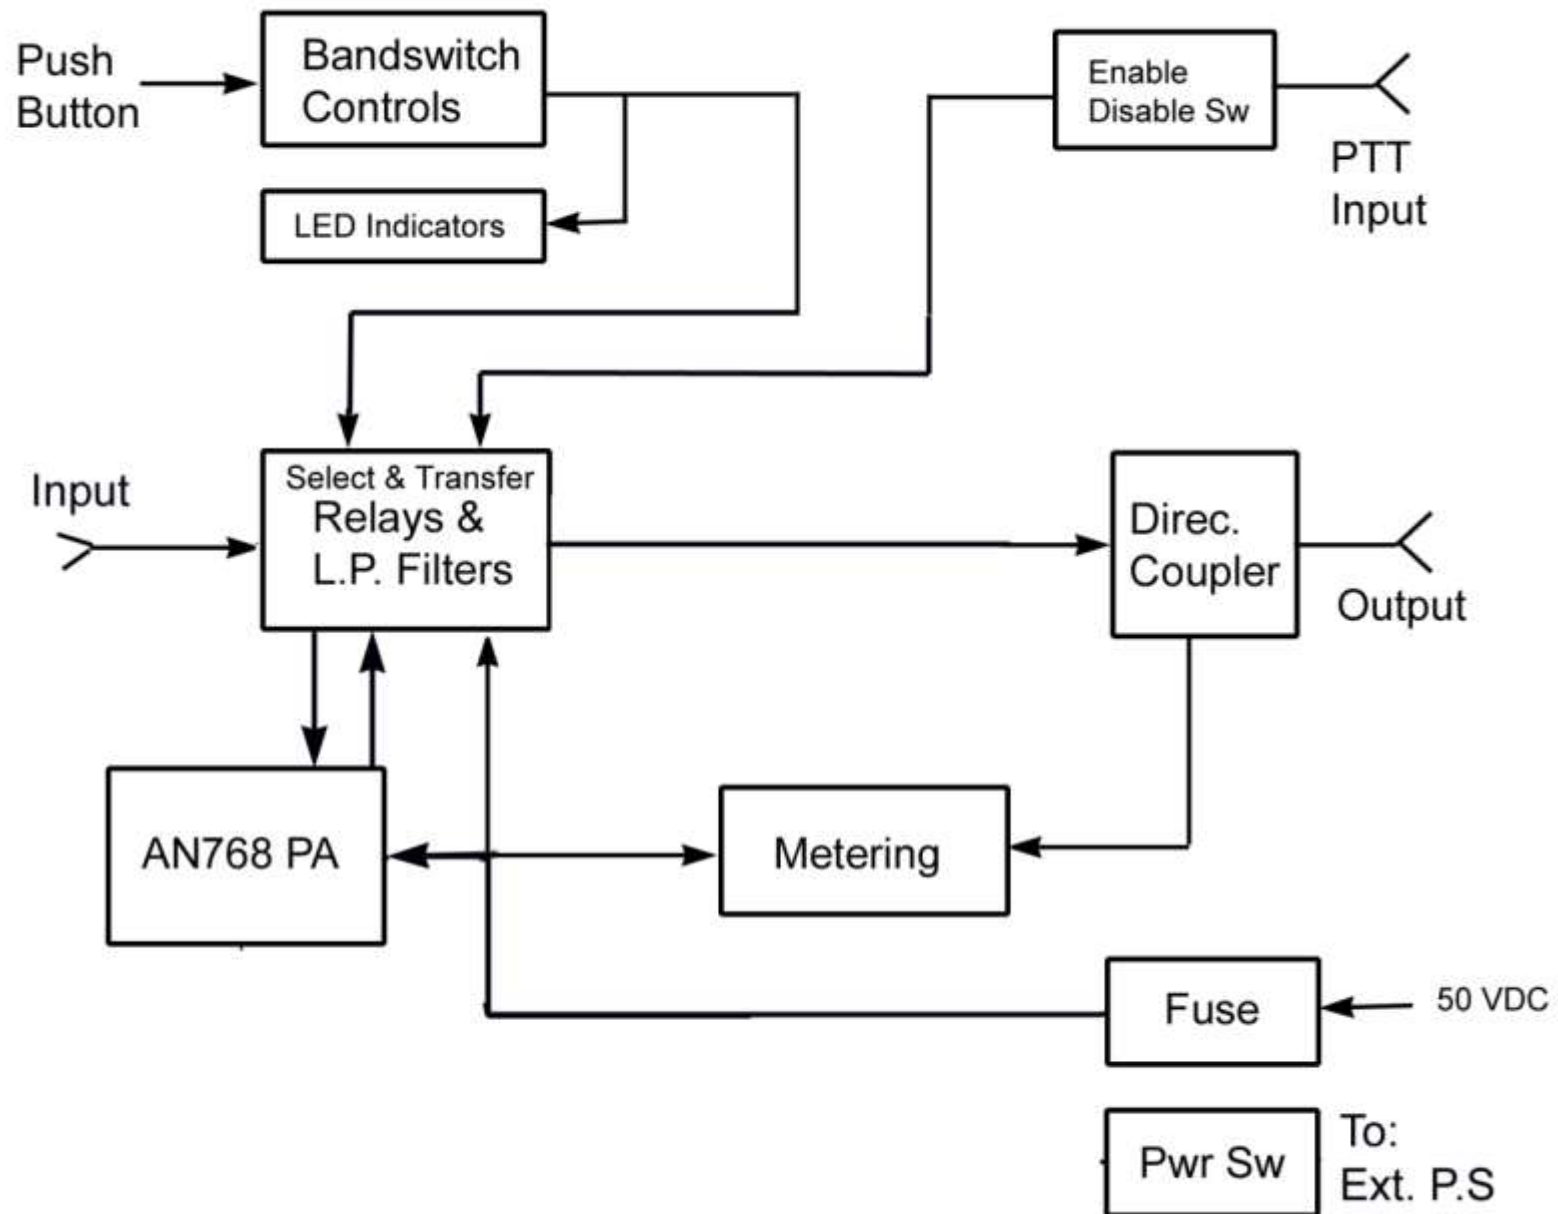 Push
Button
Bandswitch
Controls
LED Indicators
Enable
Disable Sw
PTT
Input
Input
Select & Transfer
Relays &
L.P. Filters
Direc.
Coupler
Output
AN768 PA
Metering
Fuse
50 VDC
Pwr Sw
To:
Ext. P.S